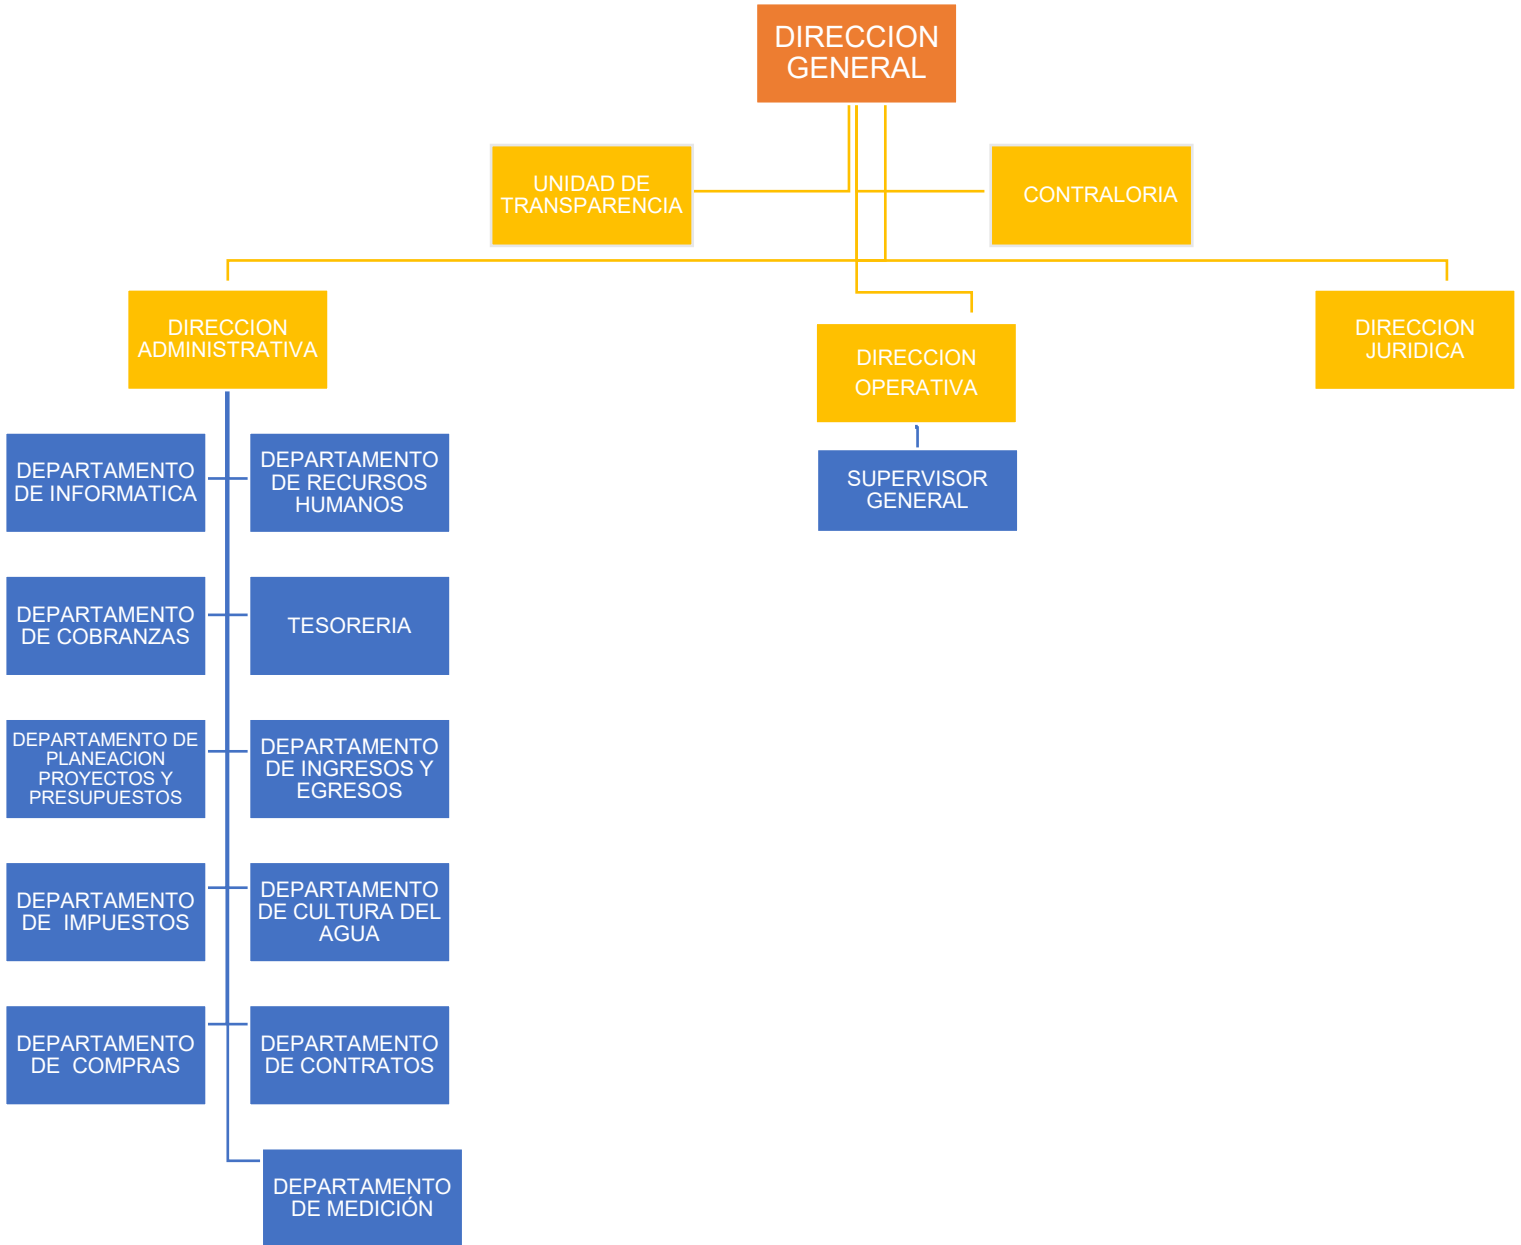 DIRECCION
GENERAL
UNIDAD DE
TRANSPARENCIA
CONTRALORIA
DIRECCION
ADMINISTRATIVA
DIRECCION
OPERATIVA
DIRECCION
JURIDICA
DEPARTAMENTO
DE INFORMATICA
DEPARTAMENTO
DE RECURSOS
HUMANOS
SUPERVISOR
GENERAL
DEPARTAMENTO
DE COBRANZAS
TESORERIA
DEPARTAMENTO DE
PLANEACION
PROYECTOS Y
PRESUPUESTOS
DEPARTAMENTO
DE INGRESOS Y
EGRESOS
DEPARTAMENTO
DE IMPUESTOS
DEPARTAMENTO
DE CULTURA DEL
AGUA
DEPARTAMENTO
DE COMPRAS
DEPARTAMENTO
DE CONTRATOS
DEPARTAMENTO
DE MEDICIÓN